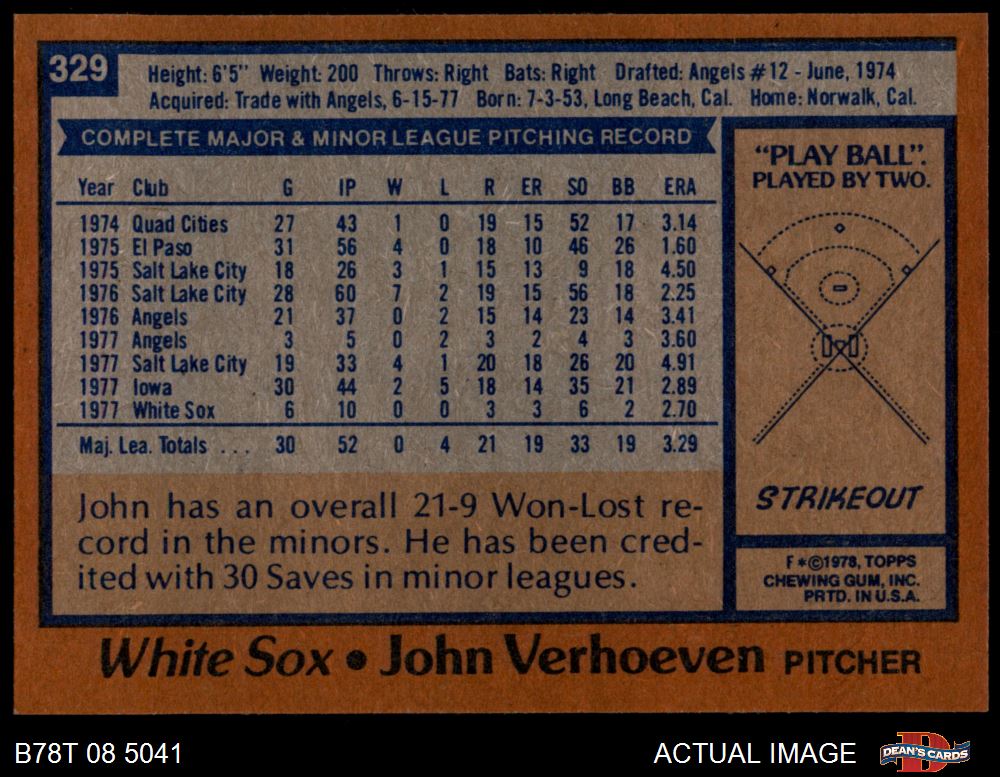 329
Height: 6'5" Weight: 200 Throws: Right Bats: Right Drafted: Angels #12 - June, 1974
Acquired: Trade with Angels, 6-15-77 Born: 7-3-53, Long Beach, Cal. Home: Norwalk, Cal.
COMPLETE MAJOR & MINOR LEAGUE PITCHING RECORD
Year Club G IP W L R ER SO BB ERA
1974 Quad Cities 27 43 1 0 19 15 52 17 3.14
1975 El Paso 31 56 4 0 18 10 46 26 1.60
1975 Salt Lake City 18 26 3 1 15 13 9 18 4.50
1976 Salt Lake City 28 60 7 2 19 15 56 18 2.25
1976 Angels 21 37 0 2 15 14 23 14 3.41
1977 Angels 3 5 0 2 3 2 4 3 3.60
1977 Salt Lake City 19 33 4 1 20 18 26 20 4.91
1977 Iowa 30 44 2 5 18 14 35 21 2.89
1977 White Sox 6 10 0 0 3 3 6 2 2.70
Maj. Lea. Totals . . . 30 52 0 4 21 19 33 19 3.29
John has an overall 21-9 Won-Lost re-
cord in the minors. He has been cred-
ited with 30 Saves in minor leagues.
"PLAY BALL".
PLAYED BY TWO.
STRIKEOUT
F*©1978, TOPPS
CHEWING GUM, INC.
PRTD. IN U.S.A.
White Sox • John Verhoeven PITCHER
B78T 08 5041
ACTUAL IMAGE
D
DEAN'S CARDS